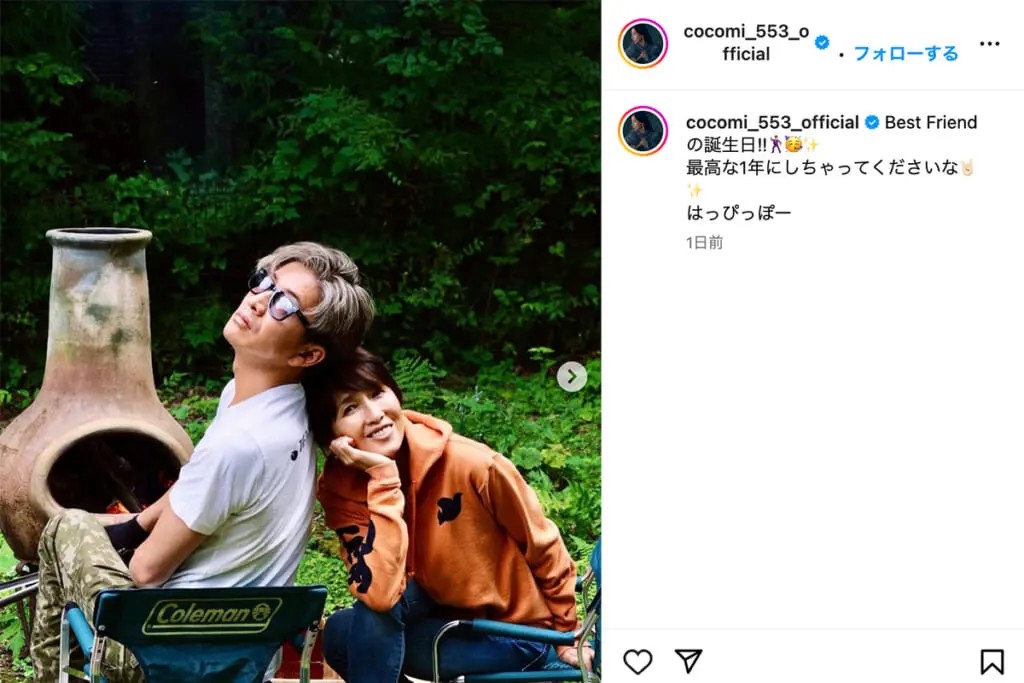 cocomi_553_o
fficial
• フォローする
cocomi_553_official Best Friend
の誕生日!!🕺🥳✨
最高な1年にしちゃってくださいな🤘🏻
✨
はっぴっぽー
1日前
Coleman